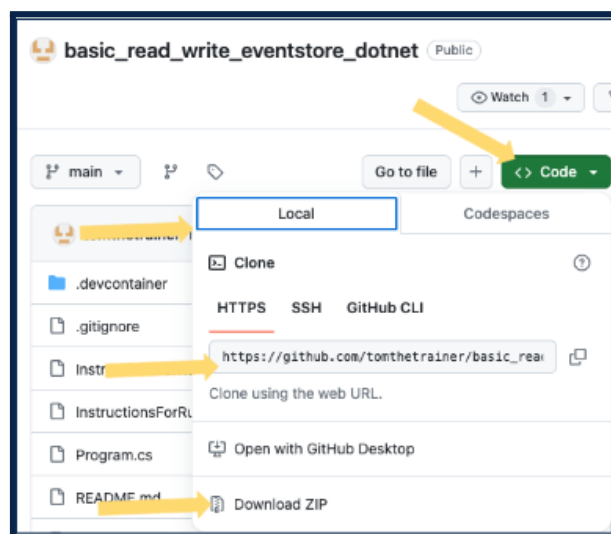 basic_read_write_eventstore_dotnet Public
Watch 1
main
Go to file
Code
Local
Codespaces
.devcontainer
Clone
.gitignore
HTTPS SSH GitHub CLI
https://github.com/tomthetrainer/basic_rea
Instr
Clone using the web URL.
InstructionsForRu
Program.cs
Open with GitHub Desktop
README.md
Download ZIP